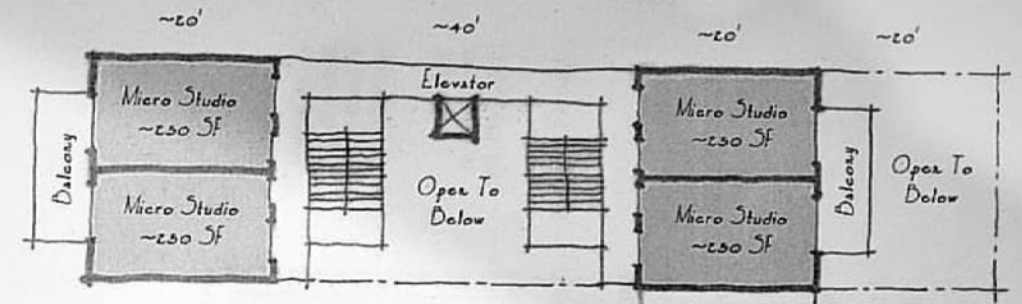 ~20'
~40'
~20'
~20'
Elevator
Micro Studio
~250 SF
Micro Studio
~250 SF
Balcony
Open To
Below
Micro Studio
~250 SF
Micro Studio
~250 SF
Balcony
Open To
Below